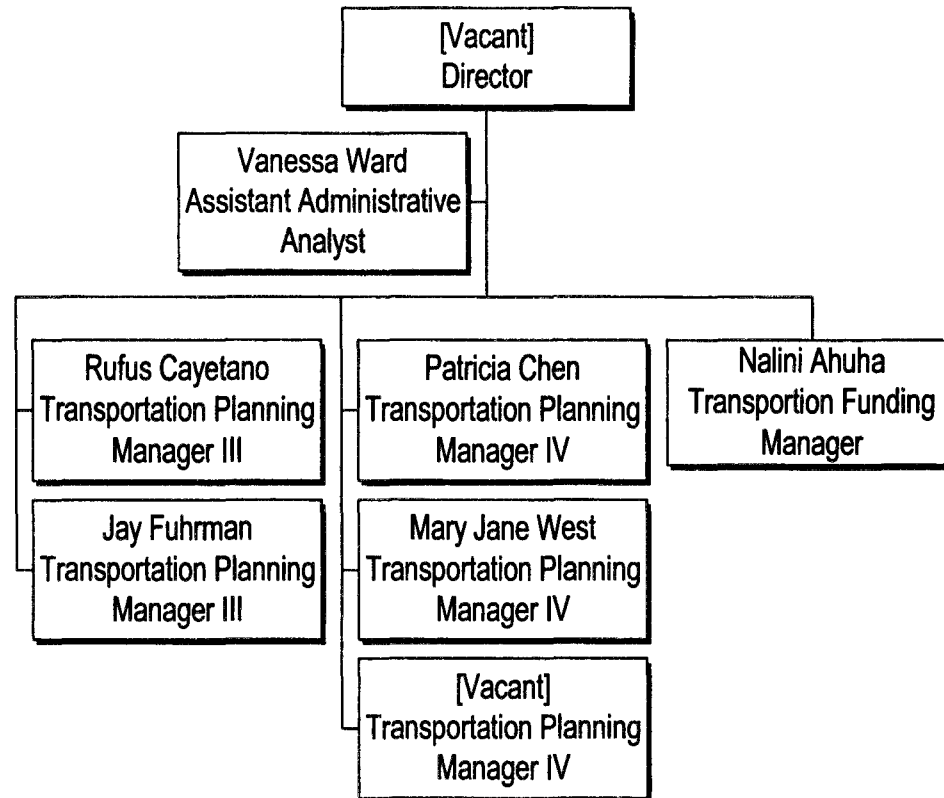 [Vacant]
Director
Vanessa Ward
Assistant Administrative
Analyst
Rufus Cayetano
Transportation Planning
Manager III
Jay Fuhrman
Transportation Planning
Manager III
Patricia Chen
Transportation Planning
Manager IV
Mary Jane West
Transportation Planning
Manager IV
[Vacant]
Transportation Planning
Manager IV
Nalini Ahuha
Transportion Funding
Manager